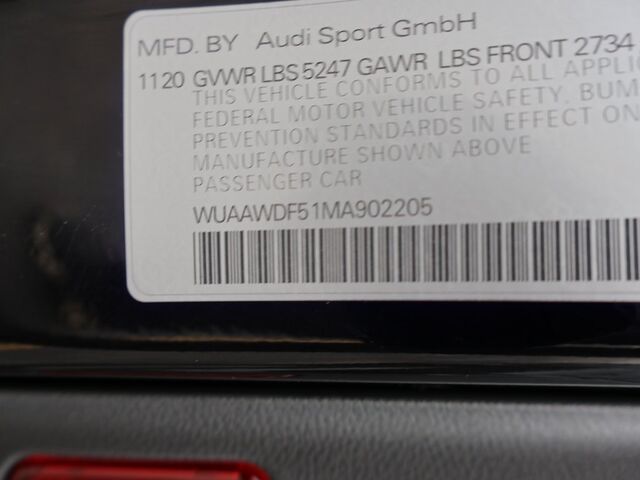 MFD. BY Audi Sport GmbH
1120 GVWR LBS 5247 GAWR LBS FRONT 2734
THIS VEHICLE CONFORMS TO ALL APPLIC
FEDERAL MOTOR VEHICLE SAFETY, BUM
PREVENTION STANDARDS IN EFFECT ON
MANUFACTURE SHOWN ABOVE
PASSENGER CAR
WUAAWDF51MA902205